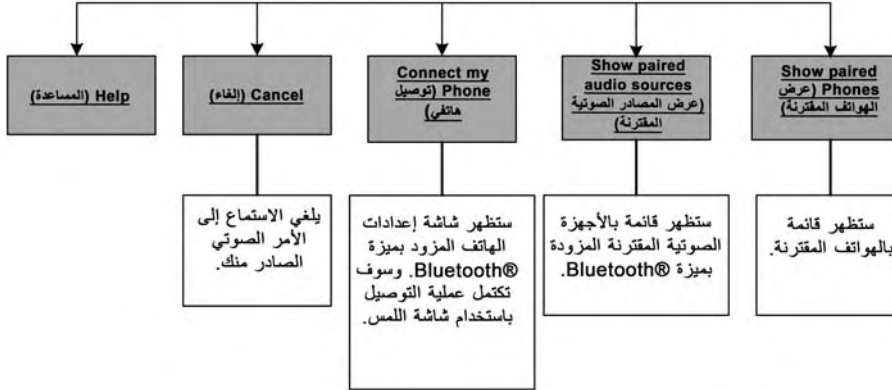 Show paired
Phones (عرض
الهواتف المقترنة)
Show paired
audio sources
(عرض المصادر الصوتية
المقترنة)
Connect my
Phone (توصيل
هاتفي)
Cancel (إلغاء)
Help (المساعدة)
ستظهر قائمة
بالهواتف المقترنة.
ستظهر قائمة بالأجهزة
الصوتية المقترنة المزودة
بميزة Bluetooth®.
ستظهر شاشة إعدادات
الهاتف المزود بميزة
Bluetooth®. وسوف
تكتمل عملية التوصيل
باستخدام شاشة اللمس.
يلغي الاستماع إلى
الأمر الصوتي
الصادر منك.